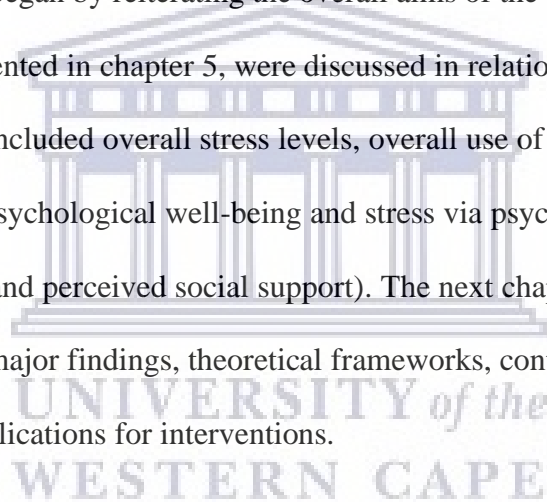 began by reiterating the overall aims of the
ented in chapter 5, were discussed in relatio
ncluded overall stress levels, overall use of
sychological well-being and stress via psyc
and perceived social support). The next chap
major findings, theoretical frameworks, con
UNIVERSITY of the
lications for interventions.
WESTERN CAPE